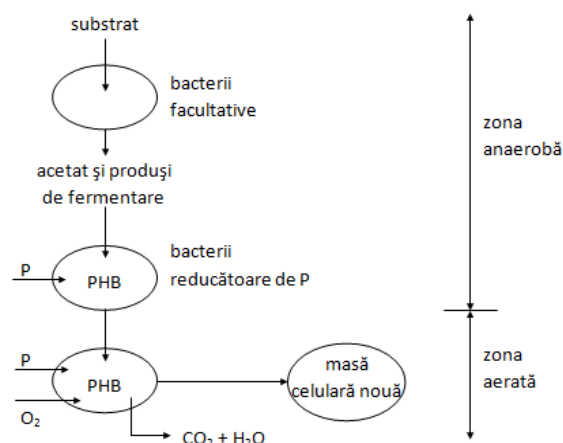 substrat
bacterii
facultative
zona
anaerobă
acetat şi produşi
de fermentare
bacterii
reducătoare de P
P
PHB
P
PHB
O₂
masă
celulară nouă
zona
aerată
CO₂ + H₂O